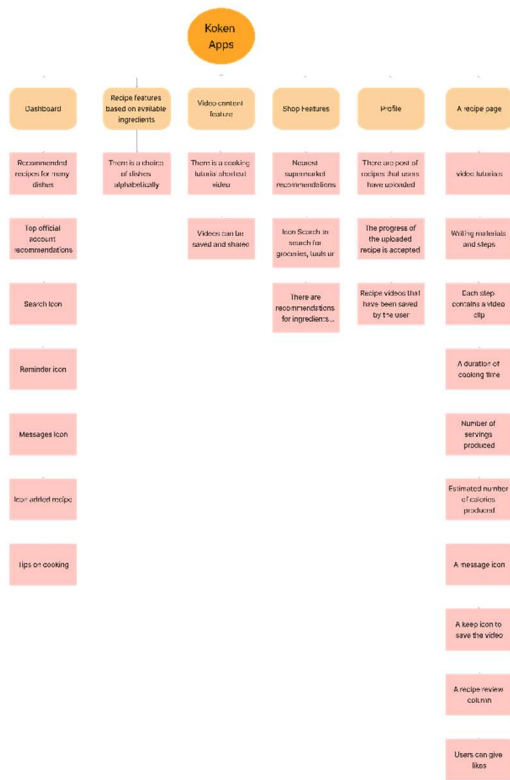 Koken
Apps
Dashboard
Recipe features
based on available
ingredients
Video content
feature
Shop Features
Profile
A recipe page
Recommended
recipes for many
dishes
There is a choice
of dishes
alphabetically
There is a cooking
tutorial shortcut
video
Nearest
supermarket
recommendations
There are post of
recipes that users
have uploaded
video tutorials
Top official
account
recommendations
Videos can be
saved and shared
Icon Search to
search for
groceries, tools or
The progress of
the uploaded
recipe is accepted
Writing materials
and steps
Search Icon
There are
recommendations
for ingredients...
Recipe videos that
have been saved
by the user
Each step
contains a video
clip
Reminder icon
A duration of
cooking time
Messages icon
Number of
servings
produced
Icon added recipe
Estimated number
of calories
produced
Tips on cooking
A message icon
A keep icon to
save the video
A recipe review
column
Users can give
likes